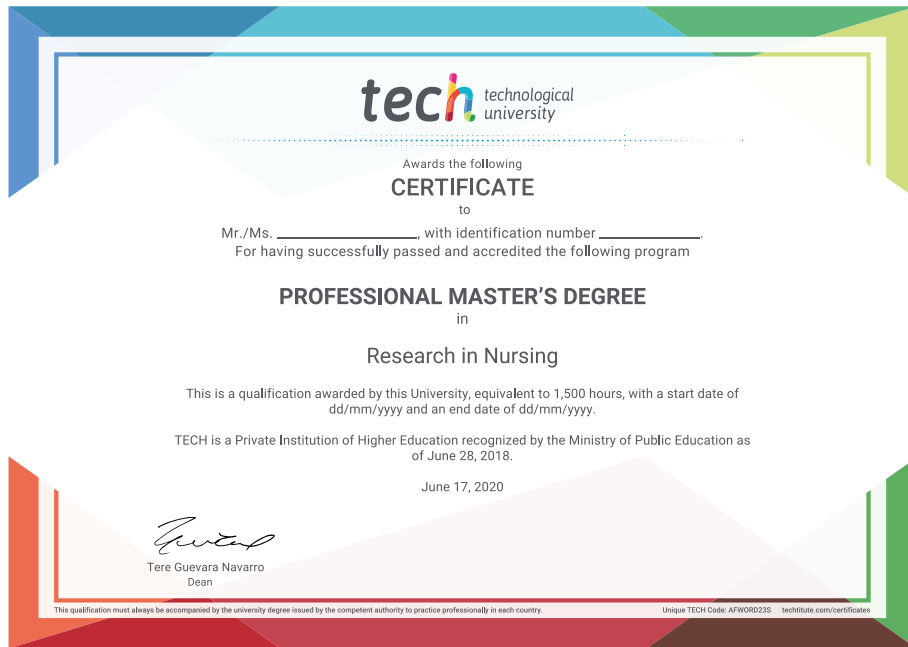 tech technological
university
Awards the following
CERTIFICATE
to
Mr./Ms. ____________________, with identification number ______________.
For having successfully passed and accredited the following program
PROFESSIONAL MASTER'S DEGREE
in
Research in Nursing
This is a qualification awarded by this University, equivalent to 1,500 hours, with a start date of
dd/mm/yyyy and an end date of dd/mm/yyyy.
TECH is a Private Institution of Higher Education recognized by the Ministry of Public Education as
of June 28, 2018.
June 17, 2020
Tere Guevara Navarro
Dean
This qualification must always be accompanied by the university degree issued by the competent authority to practice professionally in each country.
Unique TECH Code: AFWORD23S techtitute.com/certificates